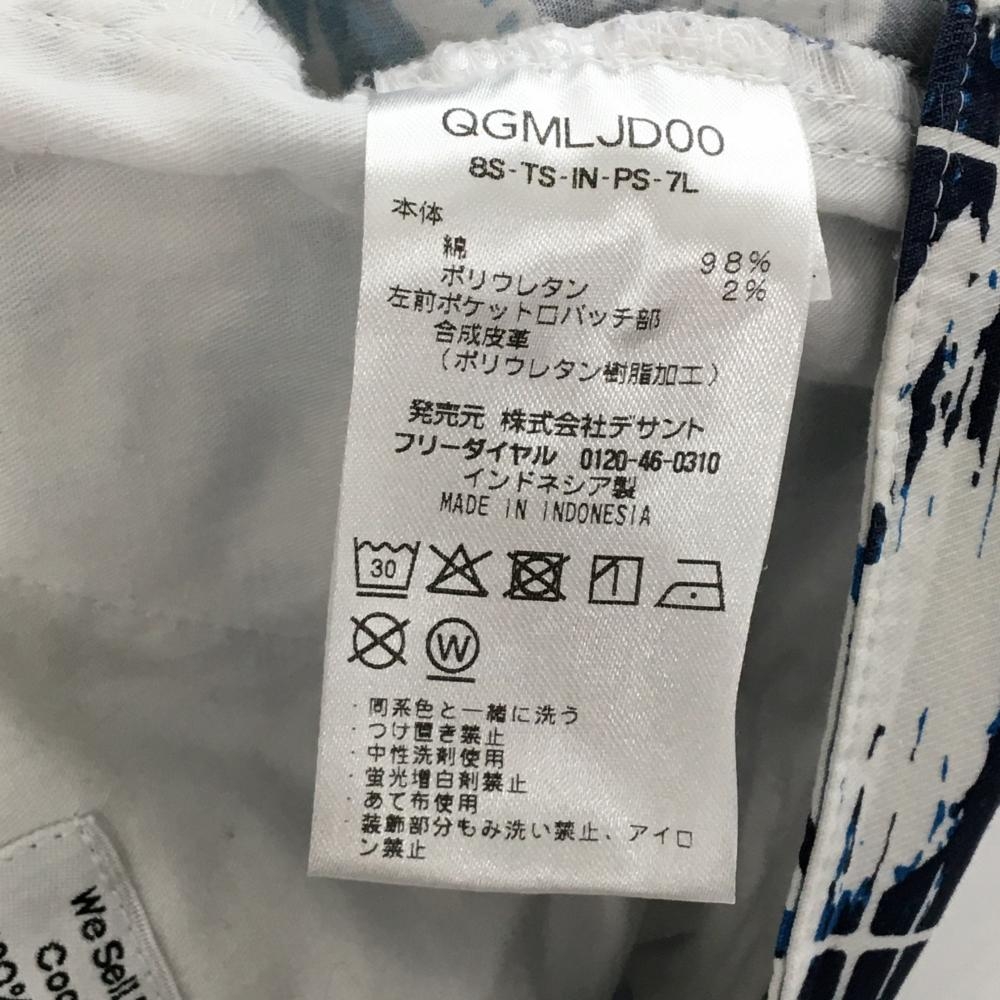 QGMLJD00
8S-TS-IN-PS-7L
本体
綿 98%
ポリウレタン 2%
左前ポケット口パッチ部
合成皮革
(ポリウレタン樹脂加工)
発売元 株式会社デサント
フリーダイヤル 0120-46-0310
インドネシア製
MADE IN INDONESIA
30
W
・同系色と一緒に洗う
・つけ置き禁止
・中性洗剤使用
・蛍光増白剤禁止
・あて布使用
・装飾部分もみ洗い禁止、アイロ
ン禁止
We Sell